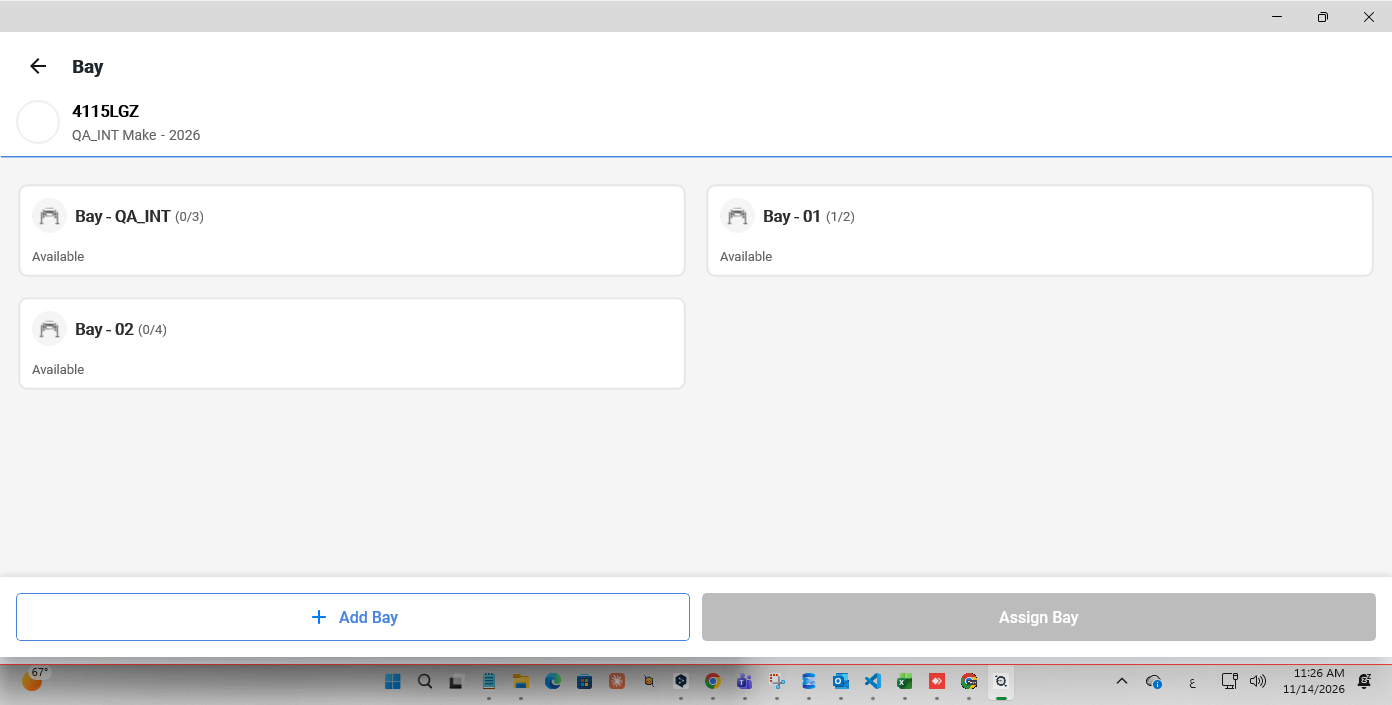 Bay
4115LGZ
QA_INT Make - 2026
Bay - QA_INT (0/3)
Available
Bay - 01 (1/2)
Available
Bay - 02 (0/4)
Available
Add Bay
Assign Bay
67°
ع
11:26 AM
11/14/2026